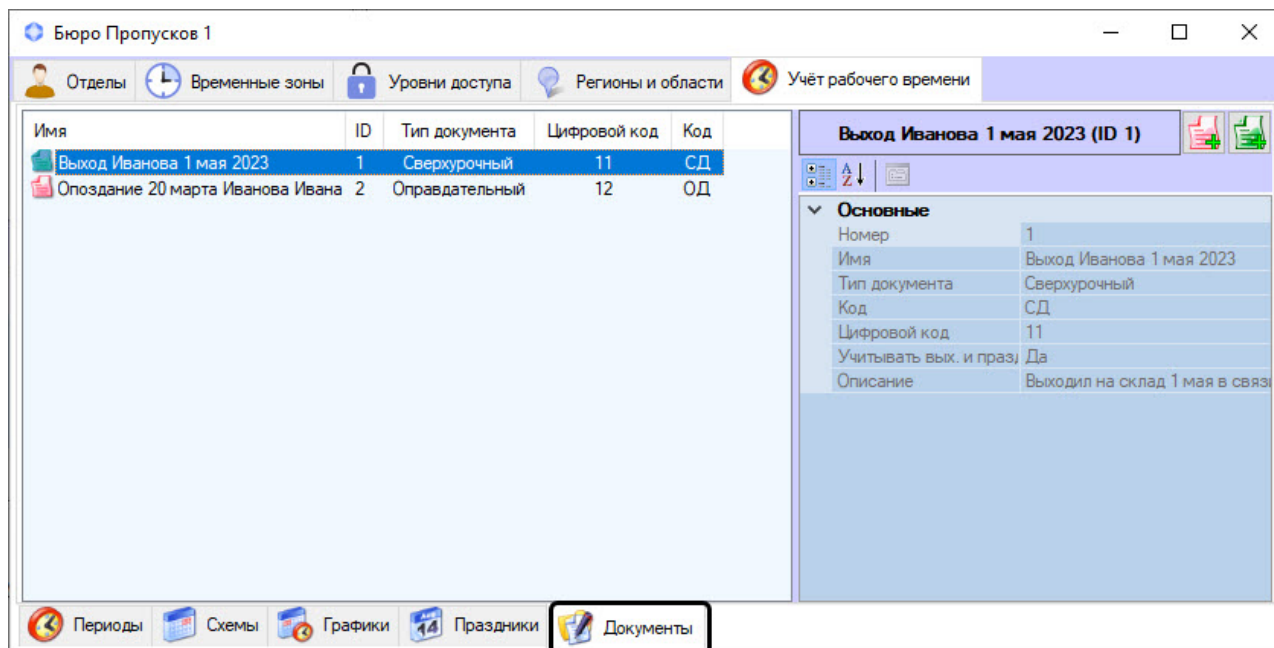 Бюро Пропусков 1
Отделы Временные зоны Уровни доступа Регионы и области Учёт рабочего времени
Имя ID Тип документа Цифровой код Код
Выход Иванова 1 мая 2023 1 Сверхурочный 11 СД
Опоздание 20 марта Иванова Ивана 2 Оправдательный 12 ОД
Выход Иванова 1 мая 2023 (ID 1)
Основные
Номер 1
Имя Выход Иванова 1 мая 2023
Тип документа Сверхурочный
Код СД
Цифровой код 11
Учитывать вых. и празд Да
Описание Выходил на склад 1 мая в связи
Периоды Схемы Графики Праздники Документы